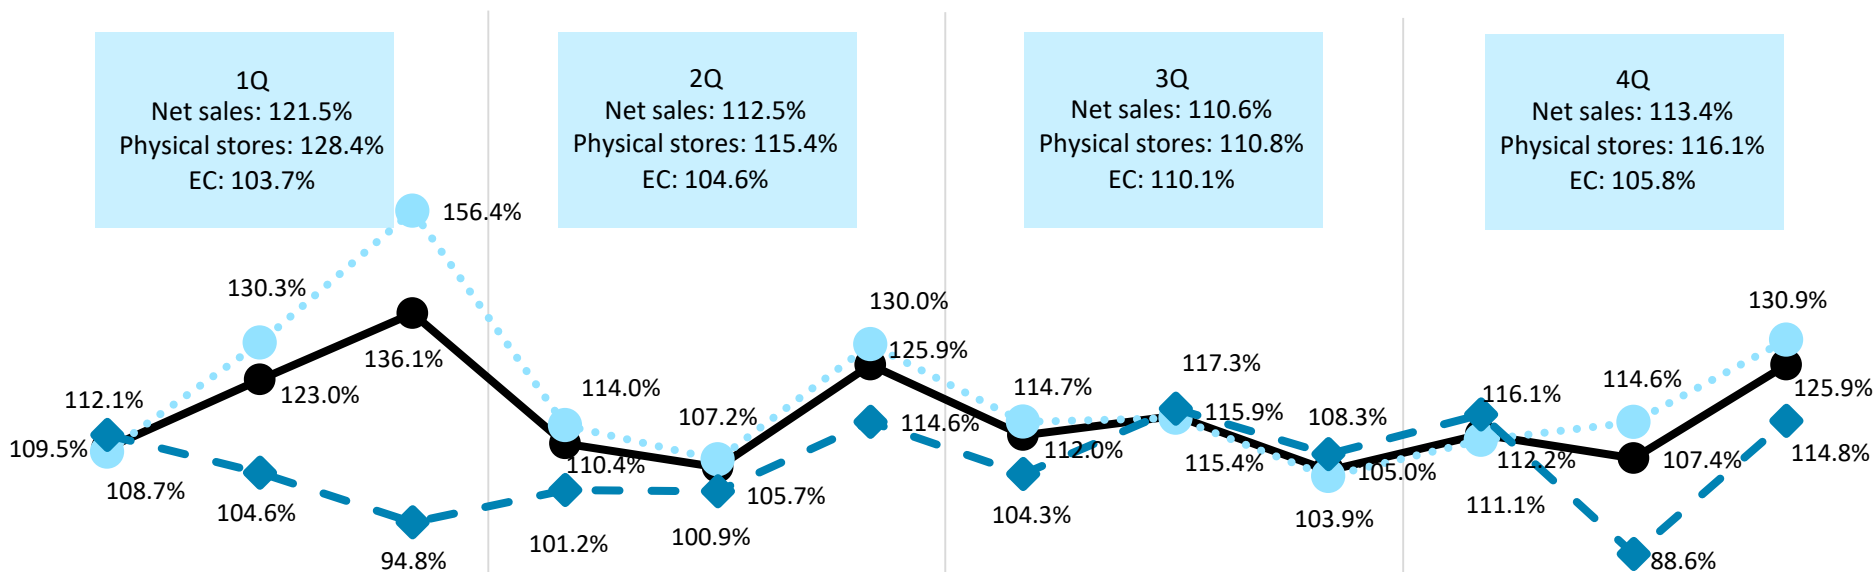 1Q
Net sales: 121.5%
Physical stores: 128.4%
EC: 103.7%
2Q
Net sales: 112.5%
Physical stores: 115.4%
EC: 104.6%
3Q
Net sales: 110.6%
Physical stores: 110.8%
EC: 110.1%
4Q
Net sales: 113.4%
Physical stores: 116.1%
EC: 105.8%
112.1%
109.5%
108.7%
130.3%
123.0%
104.6%
156.4%
136.1%
94.8%
114.0%
110.4%
101.2%
107.2%
105.7%
100.9%
130.0%
125.9%
114.6%
114.7%
112.0%
104.3%
117.3%
115.9%
115.4%
108.3%
105.0%
103.9%
116.1%
112.2%
111.1%
114.6%
107.4%
88.6%
130.9%
125.9%
114.8%